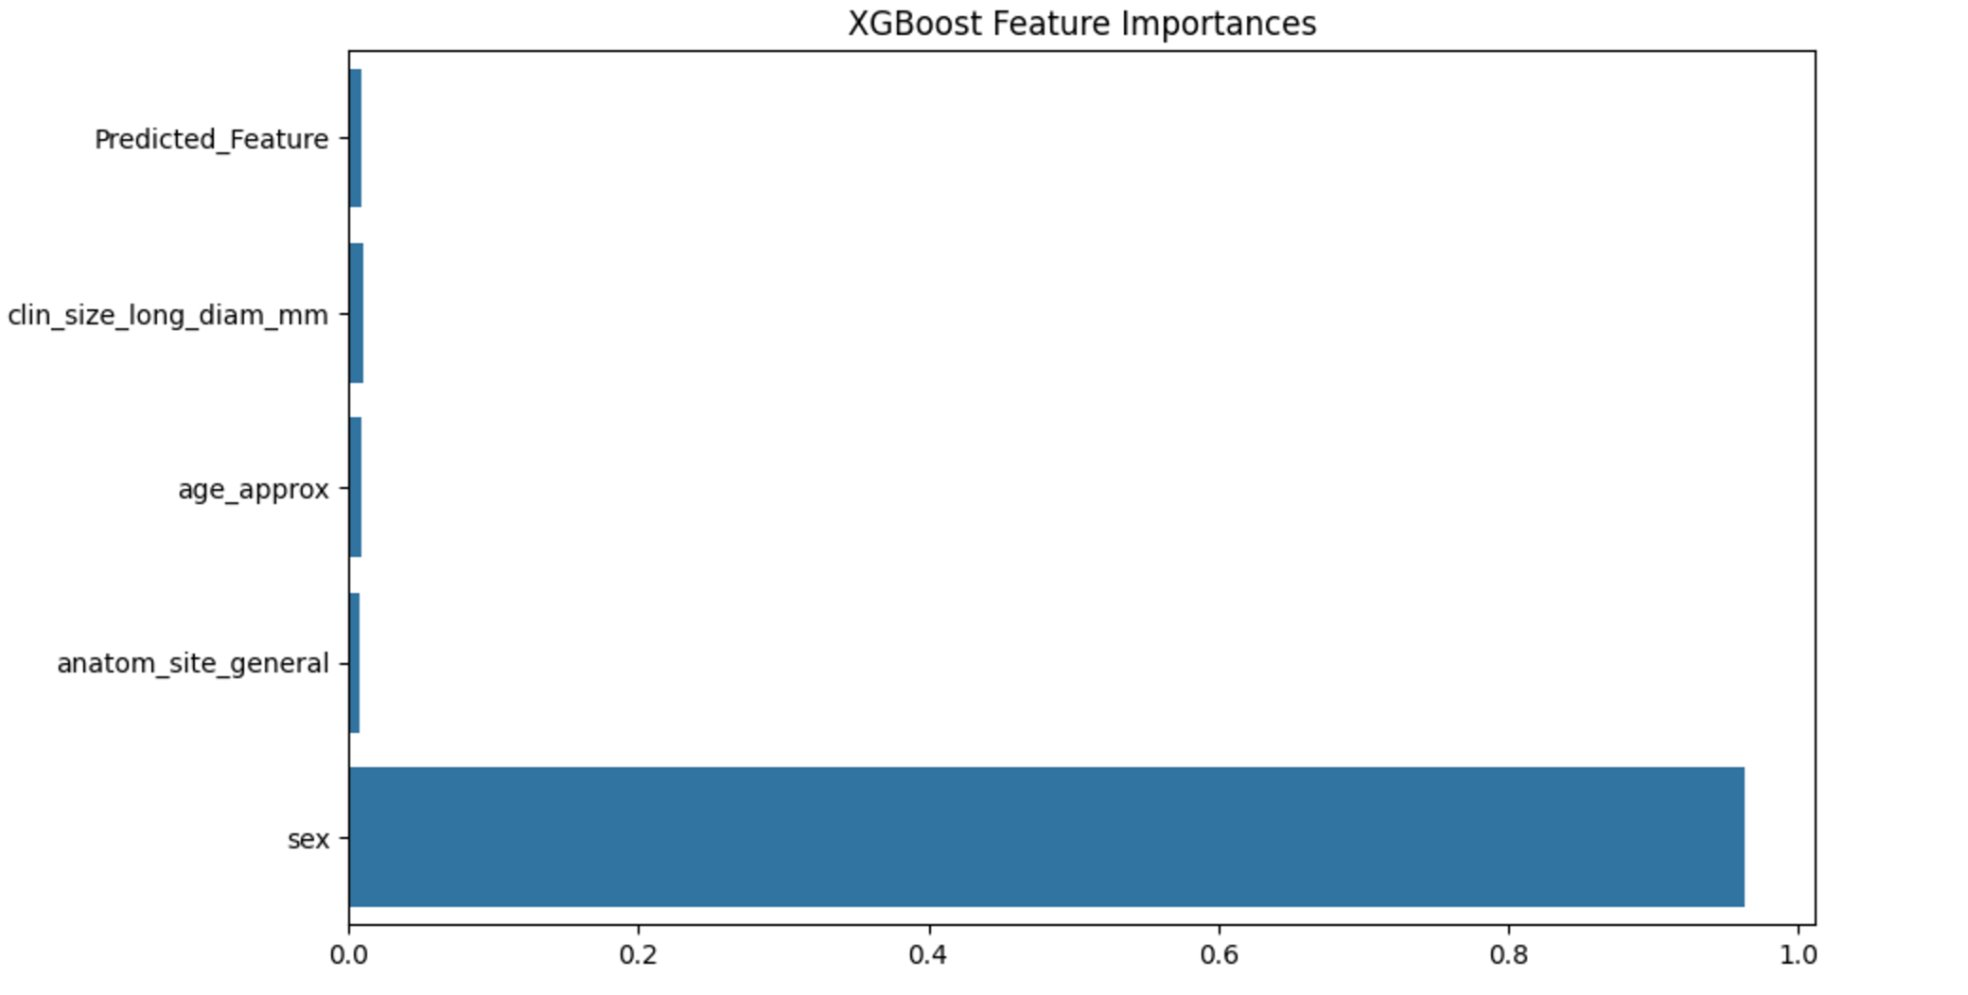 XGBoost Feature Importances
Predicted_Feature
clin_size_long_diam_mm
age_approx
anatom_site_general
sex
0.0 0.2 0.4 0.6 0.8 1.0